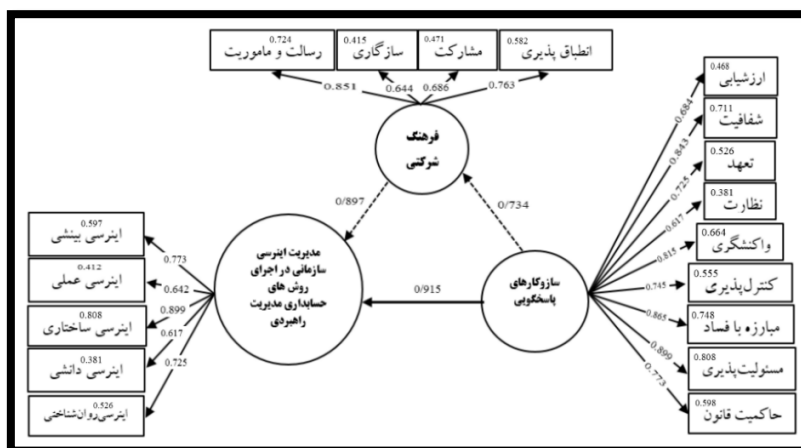 0.724
رسالت و ماموریت
0.415
سازگاری
0.471
مشارکت
0.582
انطباق پذیری
0.851
0.644
0.686
0.763
فرهنگ
شرکتی
0/897
0/734
0/915
مدیریت اینرسی
سازمانی در اجرای
روش های
حسابداری مدیریت
راهبردی
سازوکارهای
پاسخگویی
0.597
اینرسی بینشی
0.412
اینرسی عملی
0.808
اینرسی ساختاری
اینرسی دانشی
0.381
0.526
اینرسی‌روان‌شناختی
0.773
0.642
0.899
0.617
0.725
0.468
ارزشیابی
0.711
شفافیت
0.526
تعهد
0.381
نظارت
0.664
واکنشگری
0.555
کنترل‌پذیری
0.748
مبارزه با فساد
0.808
مسئولیت‌پذیری
0.598
حاکمیت قانون
0.684
0.843
0.725
0.617
0.815
0.745
0.865
0.899
0.773